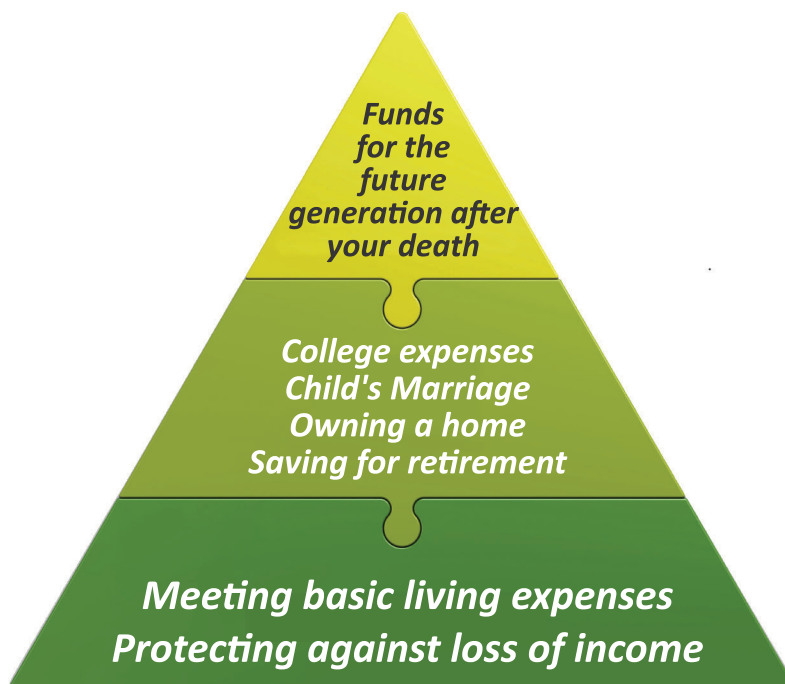 Funds
for the
future
generation after
your death
College expenses
Child's Marriage
Owning a home
Saving for retirement
Meeting basic living expenses
Protecting against loss of income